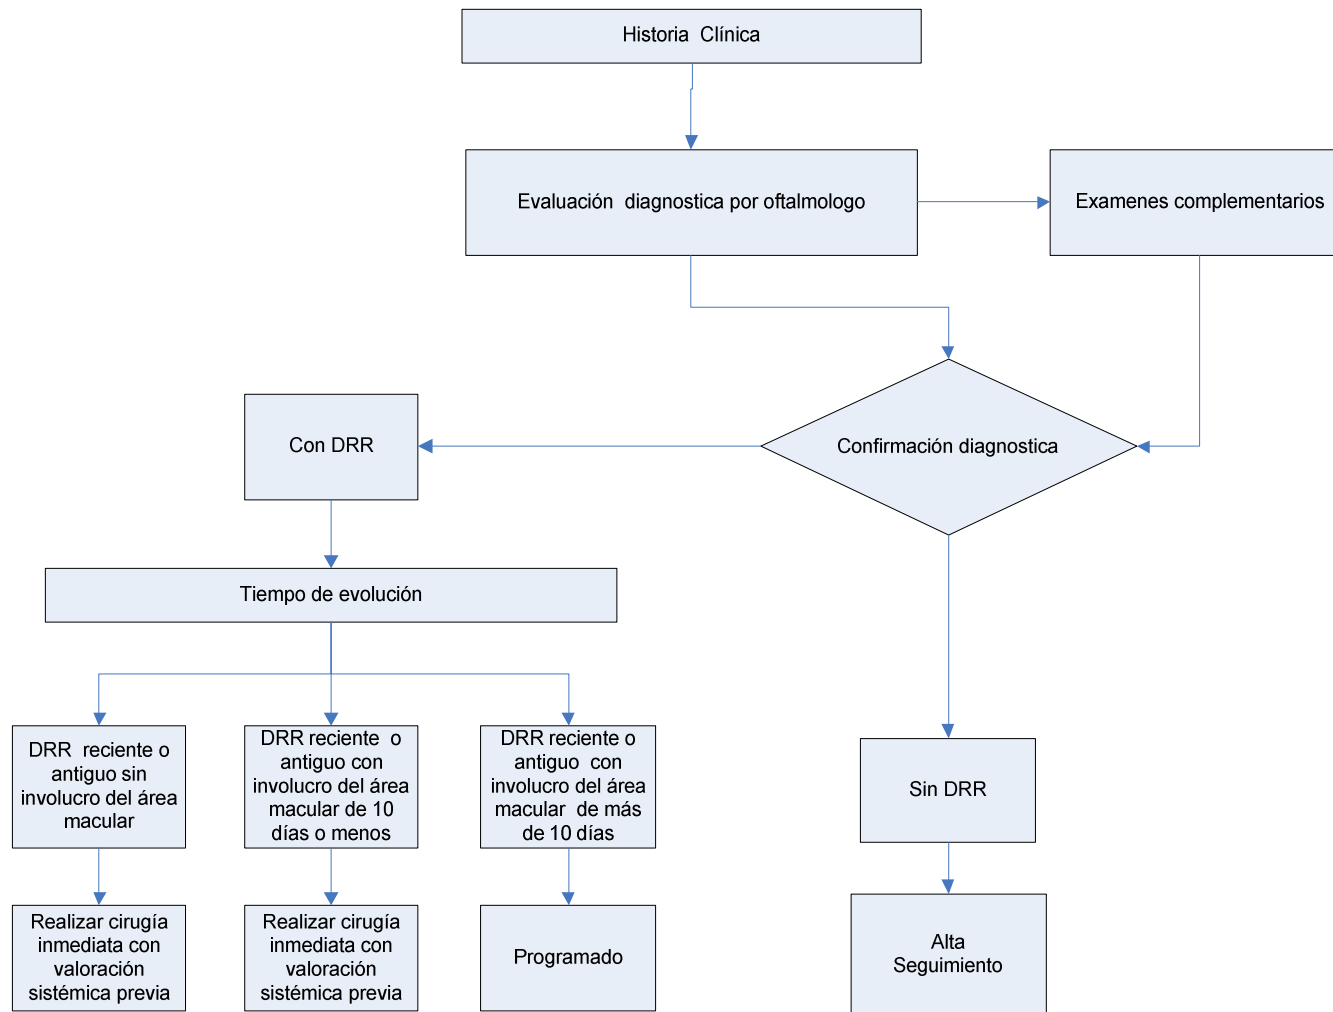 Historia Clínica
Evaluación diagnostica por oftalmologo
Examenes complementarios
Confirmación diagnostica
Con DRR
Tiempo de evolución
DRR reciente o
antiguo sin
involucro del área
macular
DRR reciente o
antiguo con
involucro del área
macular de 10
días o menos
DRR reciente o
antiguo con
involucro del área
macular de más
de 10 días
Sin DRR
Realizar cirugía
inmediata con
valoración
sistémica previa
Realizar cirugía
inmediata con
valoración
sistémica previa
Programado
Alta
Seguimiento